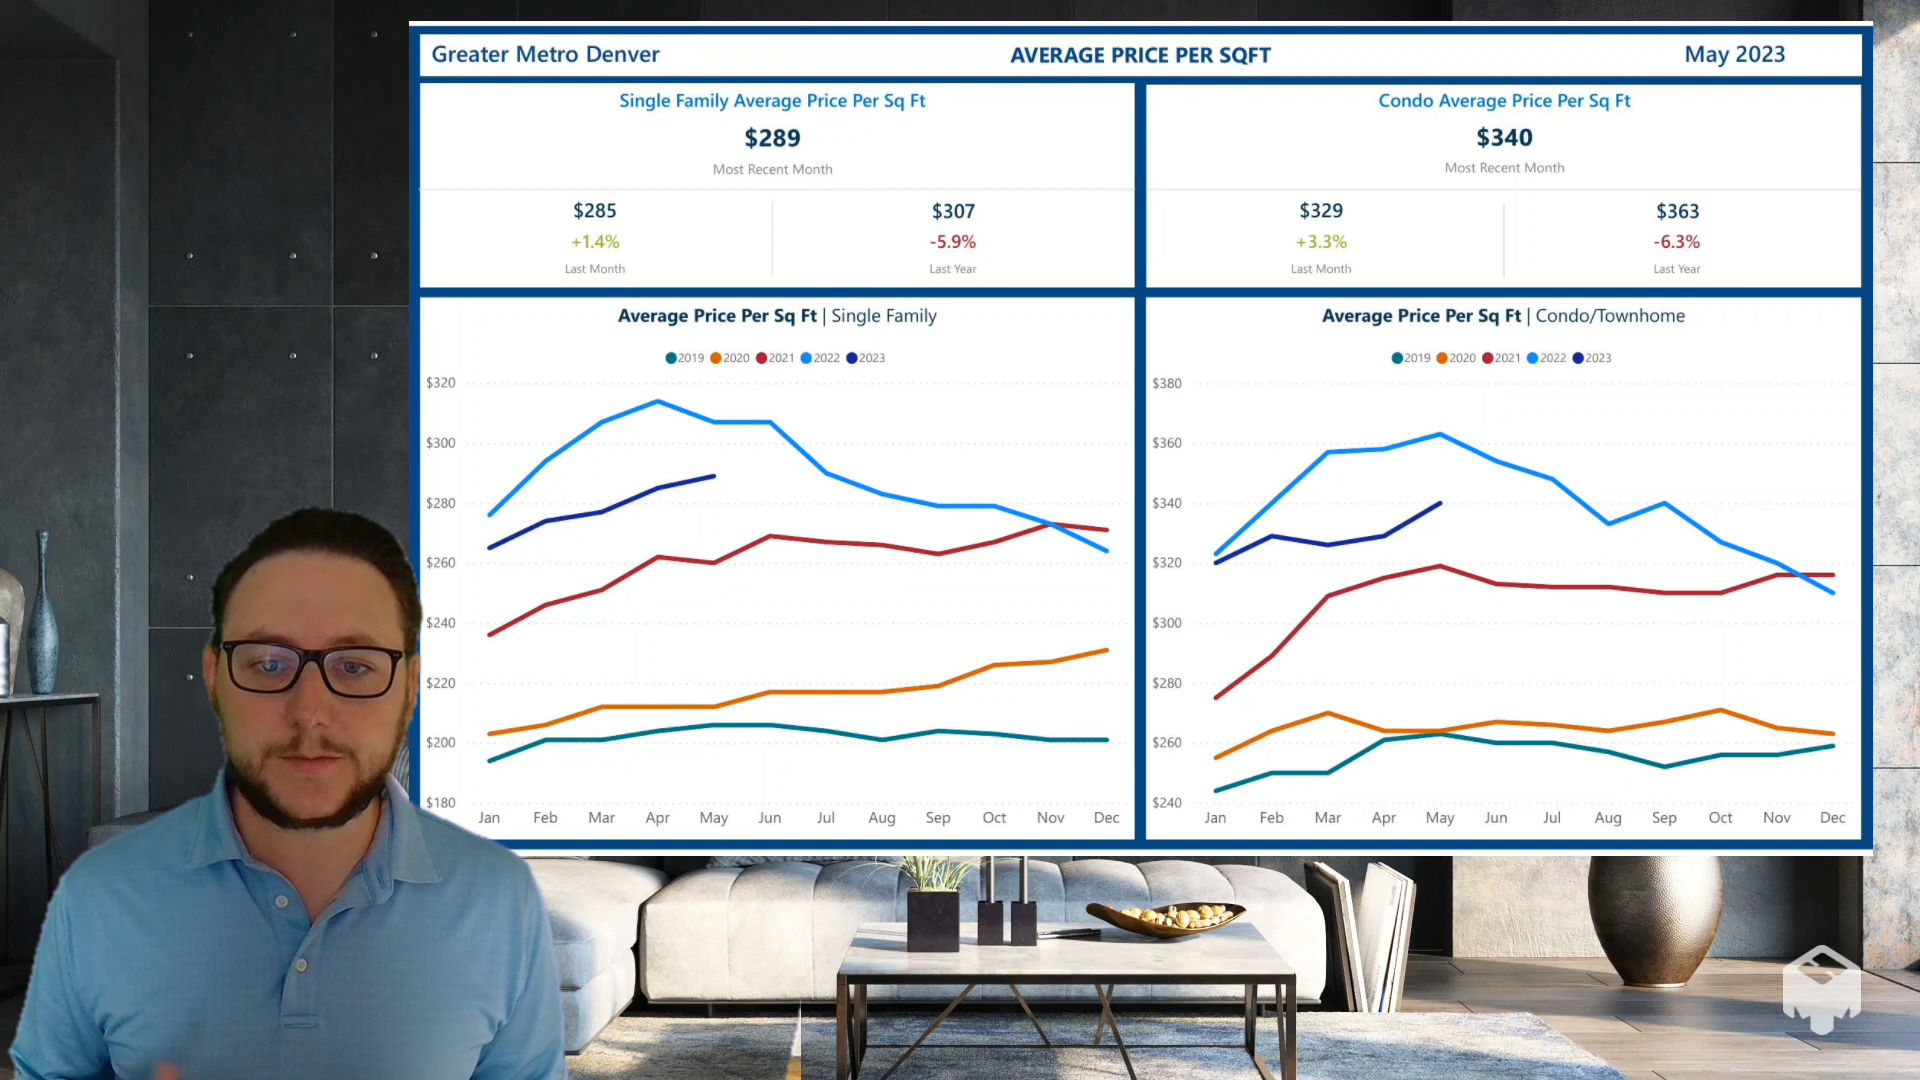 Greater Metro Denver AVERAGE PRICE PER SQFT May 2023
Single Family Average Price Per Sq Ft
$289
Most Recent Month
$285 $307
+1.4% -5.9%
Last Month Last Year
Condo Average Price Per Sq Ft
$340
Most Recent Month
$329 $363
+3.3% -6.3%
Last Month Last Year
Average Price Per Sq Ft | Single Family
2019 2020 2021 2022 2023
$320
$300
$280
$260
$240
$220
$200
$180
Jan Feb Mar Apr May Jun Jul Aug Sep Oct Nov Dec
Average Price Per Sq Ft | Condo/Townhome
2019 2020 2021 2022 2023
$380
$360
$340
$320
$300
$280
$260
$240
Jan Feb Mar Apr May Jun Jul Aug Sep Oct Nov Dec